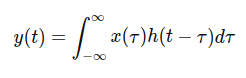 y(t) = ∫_{-∞}^{∞} x(τ)h(t − τ)dτ